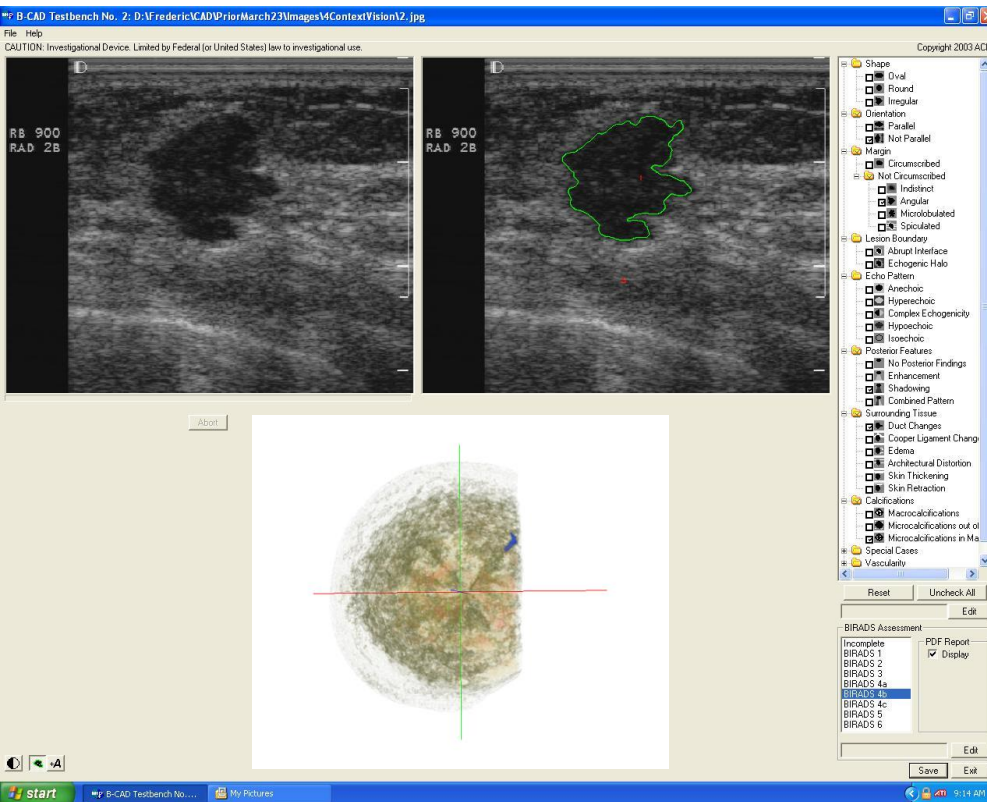 B-CAD Testbench No. 2: D:\Frederic\CAD\PriorMarch23\Images\4ContextVision\2.jpg
File Help
CAUTION: Investigational Device. Limited by Federal (or United States) law to investigational use.
Copyright 2003 ACR
RB 900
RAD 2B
RB 900
RAD 2B
Shape
Oval
Round
Irregular
Orientation
Parallel
Not Parallel
Margin
Circumscribed
Not Circumscribed
Indistinct
Angular
Microlobulated
Spiculated
Lesion Boundary
Abrupt Interface
Echogenic Halo
Echo Pattern
Anechoic
Hyperechoic
Complex Echogenicity
Hypoechoic
Isoechoic
Posterior Features
No Posterior Findings
Enhancement
Shadowing
Combined Pattern
Surrounding Tissue
Duct Changes
Cooper Ligament Chang
Edema
Architectural Distortion
Skin Thickening
Skin Retraction
Calcifications
Macrocalcifications
Microcalcifications out of
Microcalcifications in Ma
Special Cases
Vascularity
Abort
Reset Uncheck All
Edit
BIRADS Assessment
Incomplete
BIRADS 1
BIRADS 2
BIRADS 3
BIRADS 4a
BIRADS 4b
BIRADS 4c
BIRADS 5
BIRADS 6
PDF Report
Display
Edit
Save Exit
start B-CAD Testbench No.... My Pictures ATI 9:14 AM